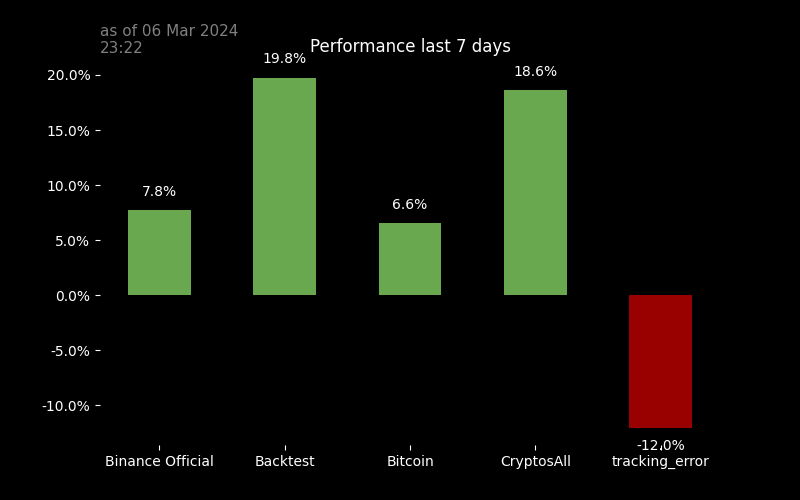 as of 06 Mar 2024
23:22
Performance last 7 days
20.0%
15.0%
10.0%
5.0%
0.0%
-5.0%
-10.0%
7.8%
19.8%
6.6%
18.6%
-12.0%
Binance Official
Backtest
Bitcoin
CryptosAll
tracking_error